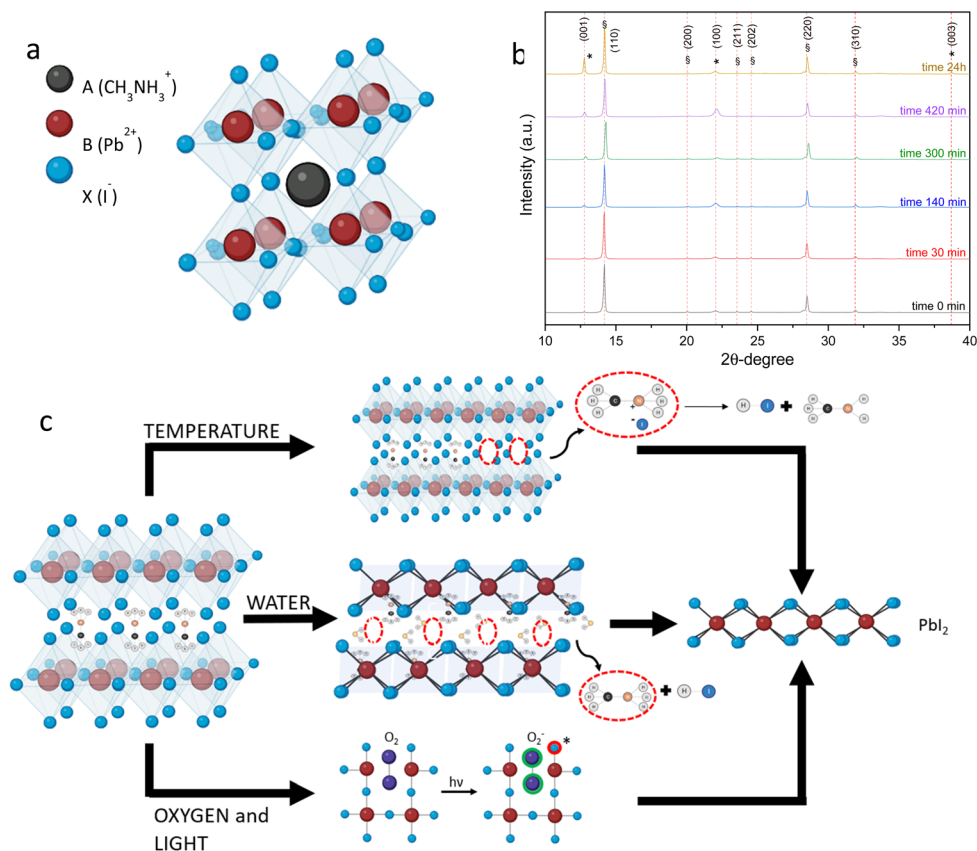 a
A (CH₃NH₃⁺)
B (Pb²⁺)
X (I⁻)
b
(001)
*
§
(110)
(200)
§
(100)
*
(211)
§
(202)
§
(220)
§
(310)
§
(003)
*
time 24h
time 420 min
time 300 min
time 140 min
time 30 min
time 0 min
Intensity (a.u.)
10 15 20 25 30 35 40
2θ-degree
c
TEMPERATURE
H H H C N H H H
+
-
I
H I + H H H C N H H
WATER
PbI₂
H H H C N H H H + H I
O₂
hν
O₂⁻
*
OXYGEN and
LIGHT